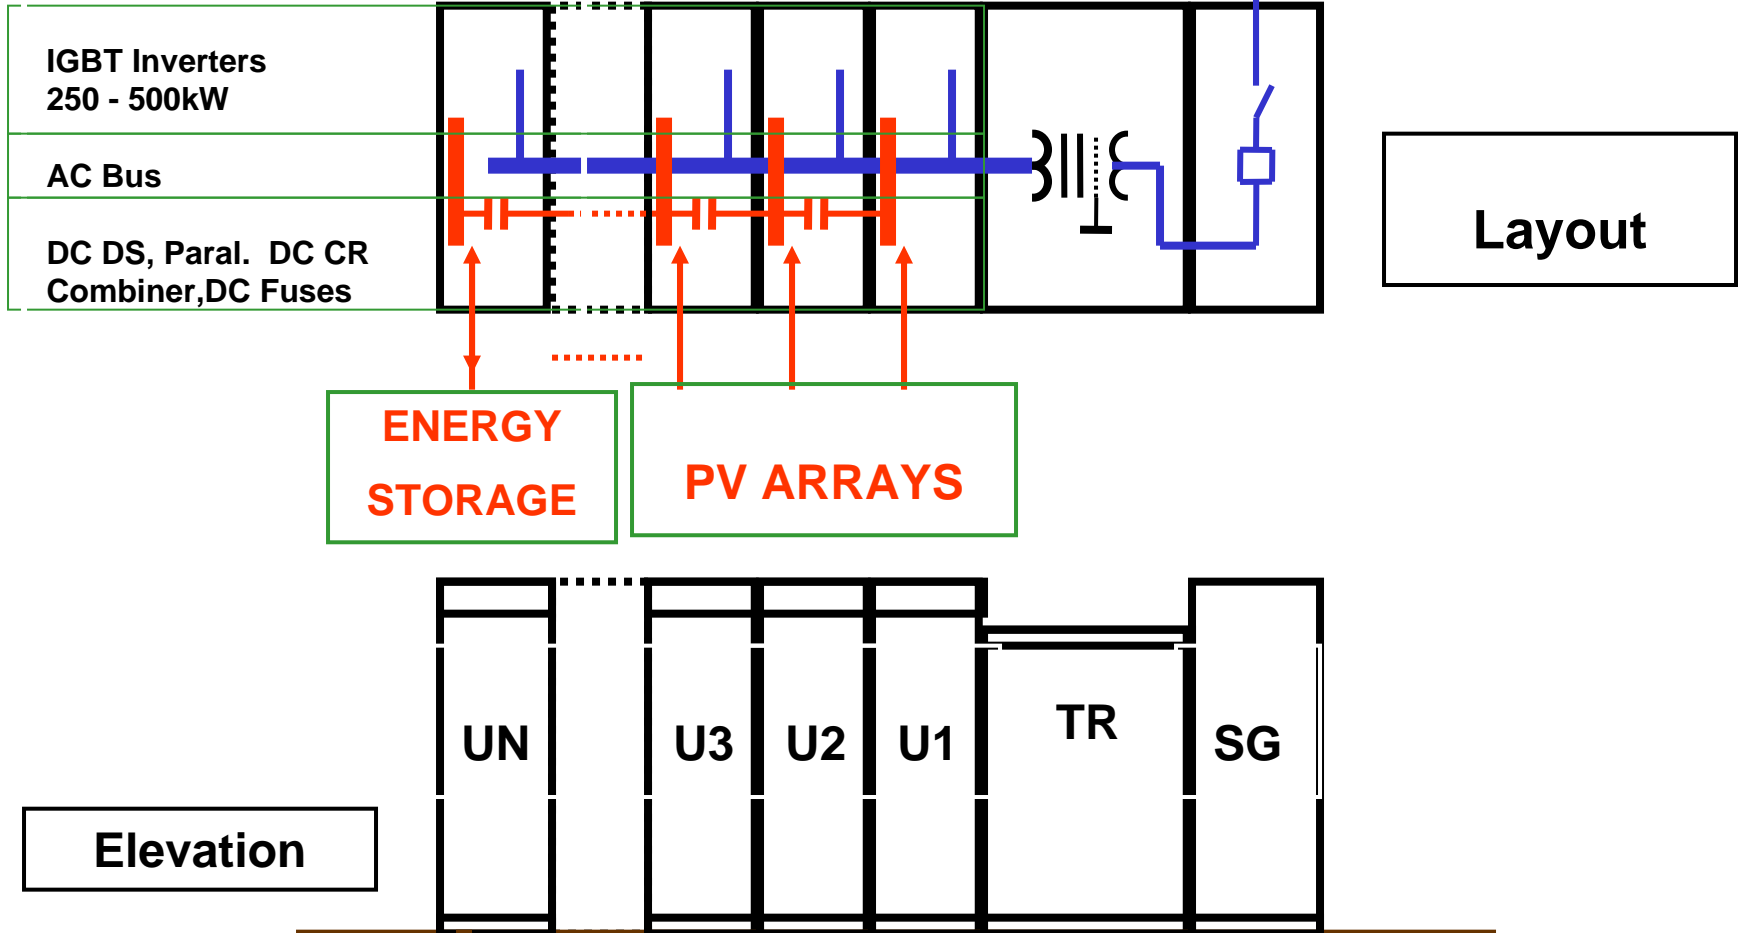 IGBT Inverters
250 - 500kW
AC Bus
DC DS, Paral.  DC CR
Combiner,DC Fuses
Layout
ENERGY
STORAGE
PV ARRAYS
UN
U3
U2
U1
TR
SG
Elevation